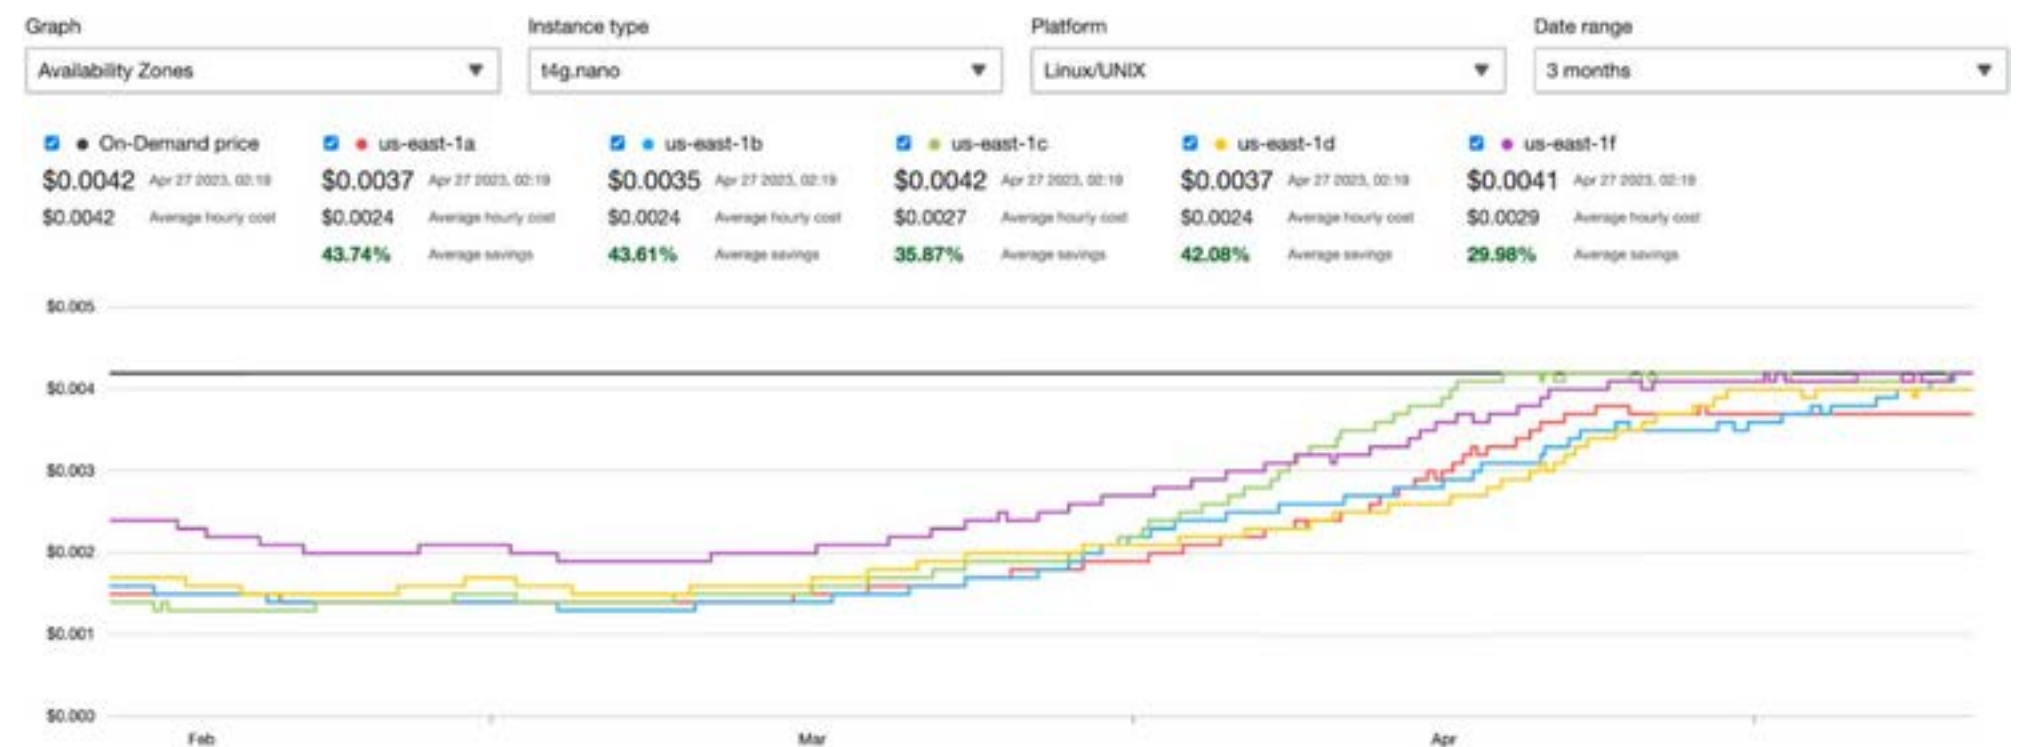 Graph Instance type Platform Date range
Availability Zones t4g.nano Linux/UNIX 3 months
On-Demand price us-east-1a us-east-1b us-east-1c us-east-1d us-east-1f
$0.0042 Apr 27 2023, 02:19 $0.0037 Apr 27 2023, 02:19 $0.0035 Apr 27 2023, 02:19 $0.0042 Apr 27 2023, 02:19 $0.0037 Apr 27 2023, 02:19 $0.0041 Apr 27 2023, 02:19
$0.0042 Average hourly cost $0.0024 Average hourly cost $0.0024 Average hourly cost $0.0027 Average hourly cost $0.0024 Average hourly cost $0.0029 Average hourly cost
43.74% Average savings 43.61% Average savings 35.87% Average savings 42.08% Average savings 29.98% Average savings
$0.005
$0.004
$0.003
$0.002
$0.001
$0.000
Feb Mar Apr